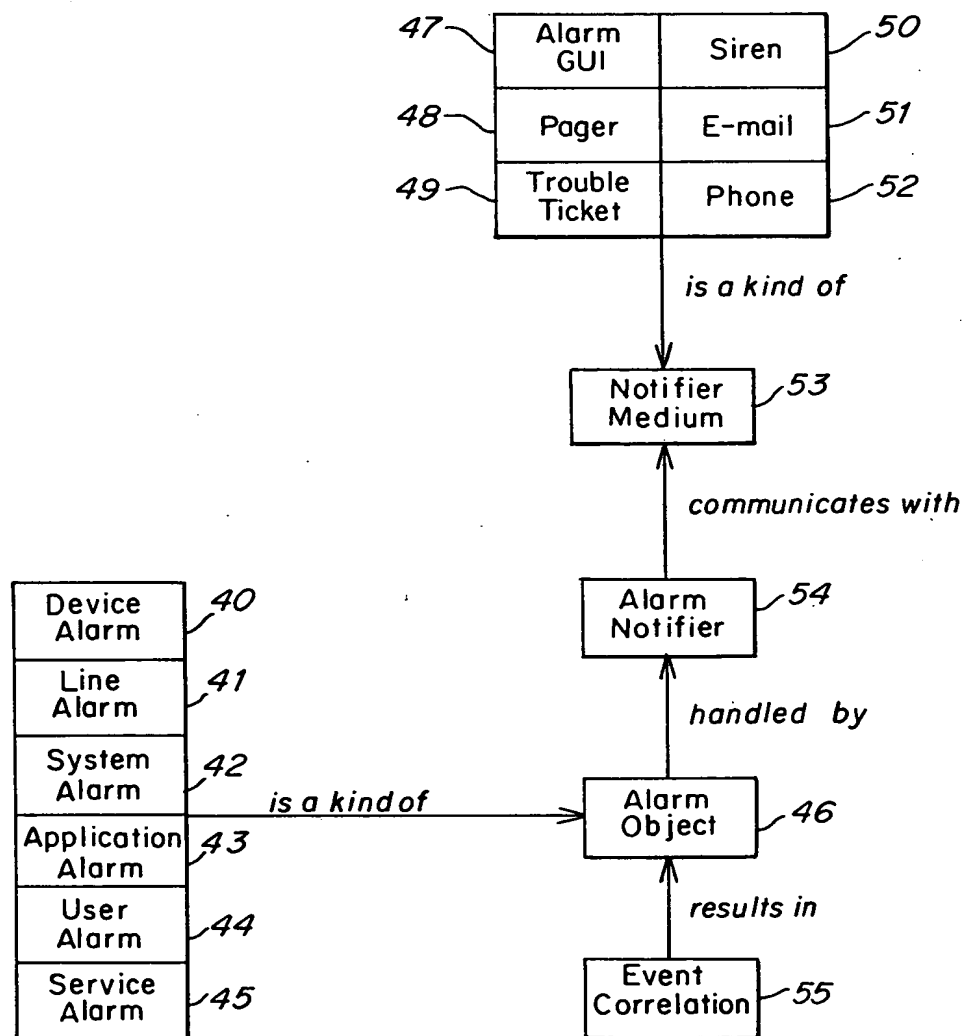 47 Alarm GUI Siren 50
48 Pager E-mail 51
49 Trouble Ticket Phone 52
is a kind of
Notifier Medium 53
communicates with
Device Alarm 40
Alarm Notifier 54
Line Alarm 41
handled by
System Alarm 42
is a kind of
Alarm Object 46
Application Alarm 43
User Alarm 44
results in
Service Alarm 45
Event Correlation 55